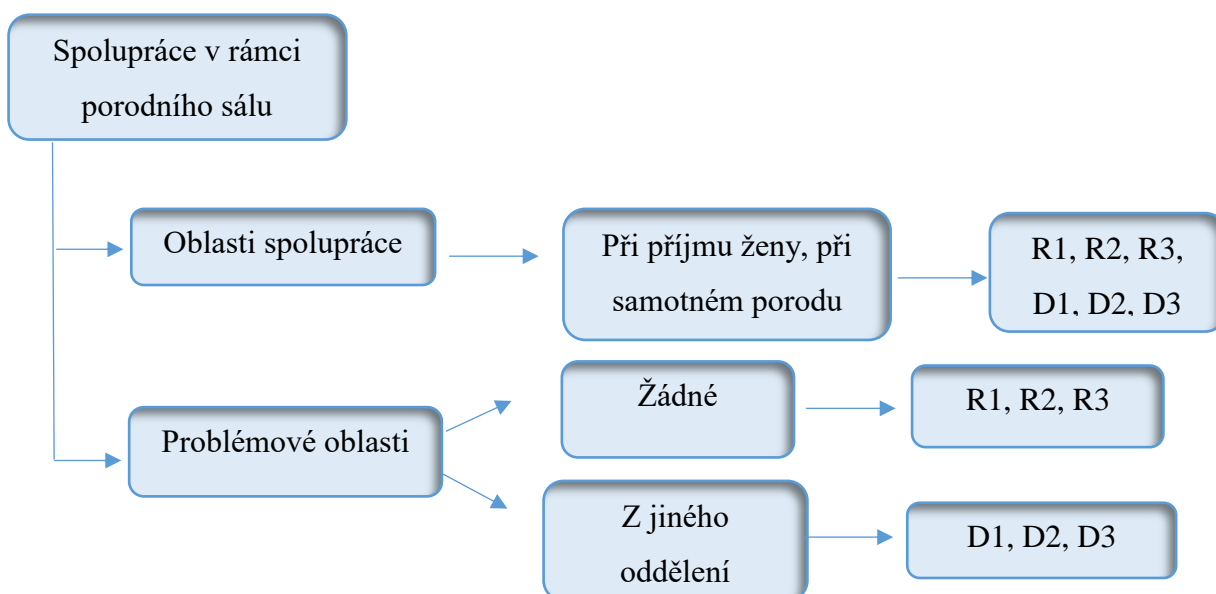 Spolupráce v rámci
porodního sálu
Oblasti spolupráce
Při příjmu ženy, při
samotném porodu
R1, R2, R3,
D1, D2, D3
Problémové oblasti
Žádné
R1, R2, R3
Z jiného
oddělení
D1, D2, D3